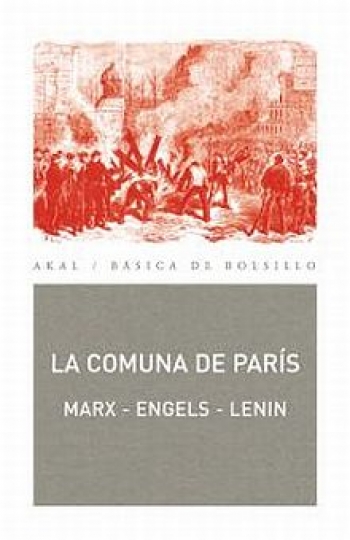 AKAL / BÁSICA DE BOLSILLO
LA COMUNA DE PARÍS
MARX - ENGELS - LENIN